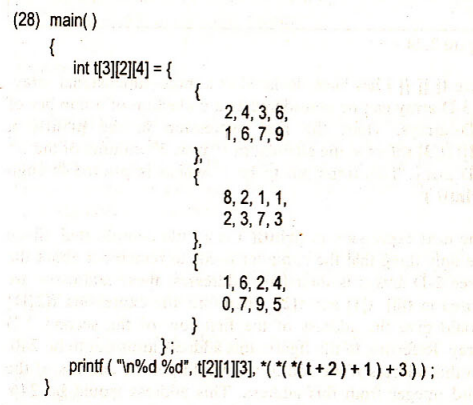 (28) main( )
{
int t[3][2][4] = {
{
2, 4, 3, 6,
1, 6, 7, 9
},
{
8, 2, 1, 1,
2, 3, 7, 3
},
{
1, 6, 2, 4,
0, 7, 9, 5
}
} ;
printf ( "\n%d %d", t[2][1][3], *( *( *( t + 2 ) + 1 ) + 3 ) ) ;
}